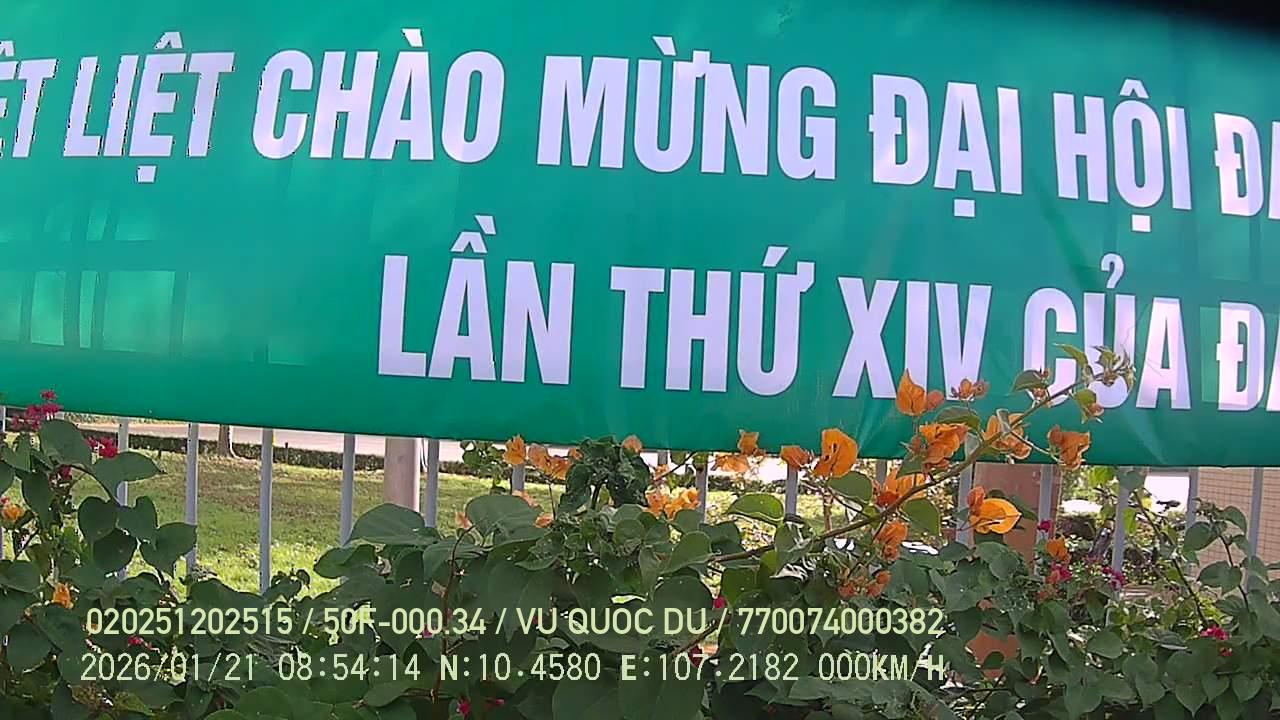 LIỆT CHÀO MỪNG ĐẠI HỘI
LẦN THỨ XIV CỦA
020251202515 / 50F-000.34 / VU QUOC DU / 770074000382
2026/01/21 08:54:14 N:10.4580 E:107.2182 000KM/H